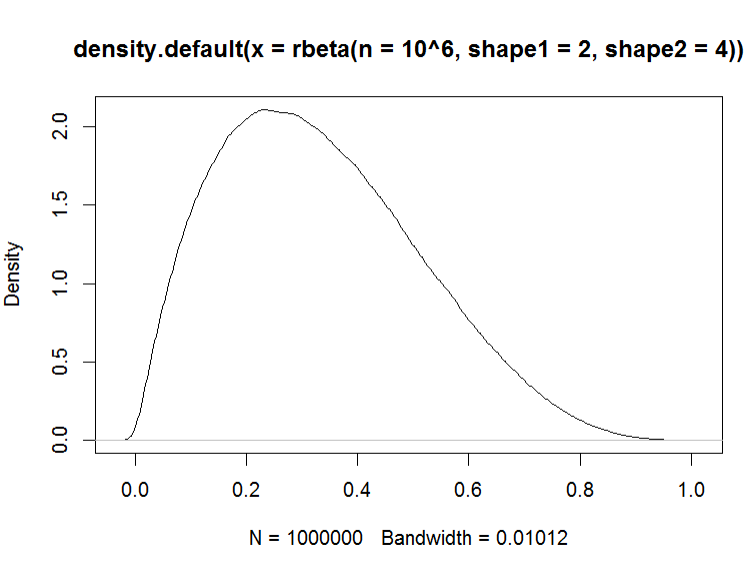 density.default(x = rbeta(n = 10^6, shape1 = 2, shape2 = 4))
Density
2.0
1.5
1.0
0.5
0.0
0.0 0.2 0.4 0.6 0.8 1.0
N = 1000000 Bandwidth = 0.01012